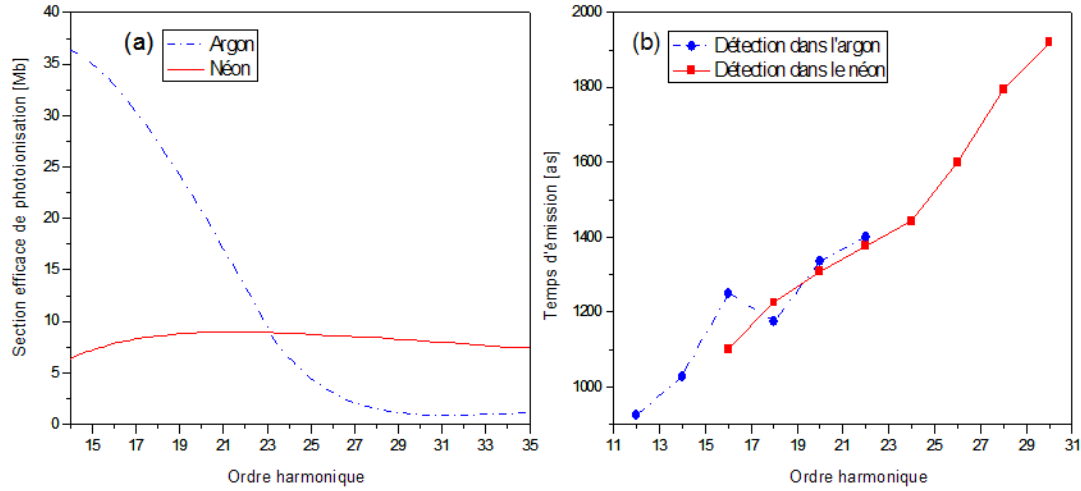 (a)
Argon
Néon
Section efficace de photoionisation [Mb]
40
35
30
25
20
15
10
5
0
15 17 19 21 23 25 27 29 31 33 35
Ordre harmonique
(b)
Détection dans l'argon
Détection dans le néon
Temps d'émission [as]
2000
1800
1600
1400
1200
1000
11 13 15 17 19 21 23 25 27 29 31
Ordre harmonique